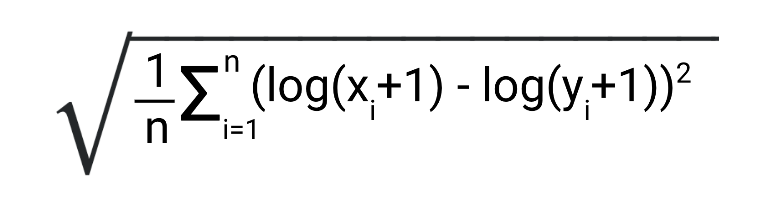 √ 1/n ∑ⁿᵢ₌₁ (log(xᵢ+1) - log(yᵢ+1))²